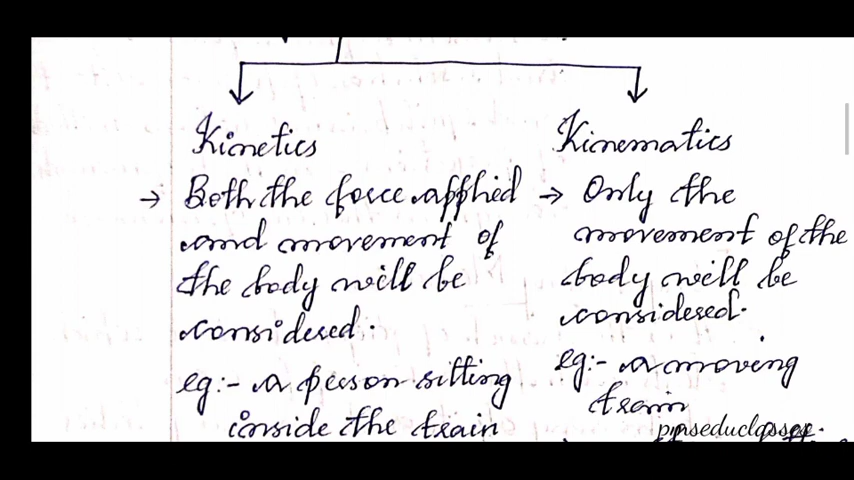 Kinetics
→ Both the force applied
and movement of
the body will be
considered.
eg:- a person sitting
inside the train
Kinematics
→ Only the
movement of the
body will be
considered.
eg:- a moving
train
pmseduclasses